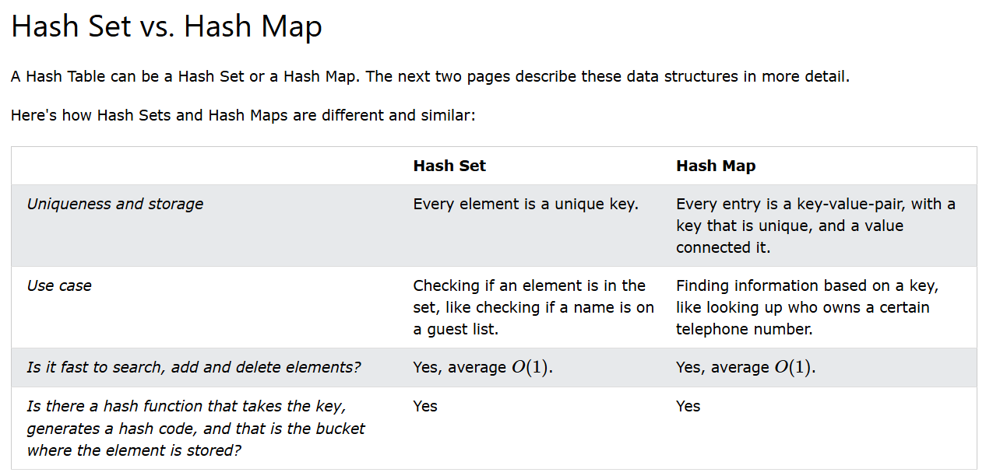 Hash Set vs. Hash Map
A Hash Table can be a Hash Set or a Hash Map. The next two pages describe these data structures in more detail.
Here's how Hash Sets and Hash Maps are different and similar:
Hash Set Hash Map
Uniqueness and storage Every element is a unique key. Every entry is a key-value-pair, with a
key that is unique, and a value
connected it.
Use case Checking if an element is in the Finding information based on a key,
set, like checking if a name is on like looking up who owns a certain
a guest list. telephone number.
Is it fast to search, add and delete elements? Yes, average O(1). Yes, average O(1).
Is there a hash function that takes the key, Yes Yes
generates a hash code, and that is the bucket
where the element is stored?